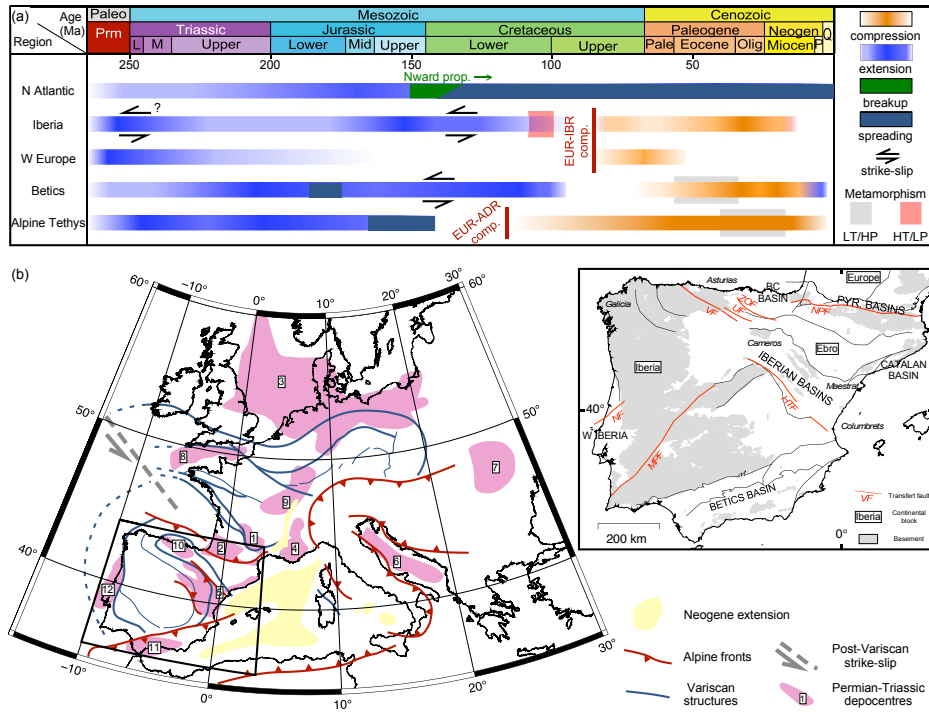 (a)
Age (Ma)
Region
Paleo
Mesozoic
Cenozoic
Prm
Triassic
Jurassic
Cretaceous
Paleogene
Neogen
Q
L
M
Upper
Lower
Mid
Upper
Lower
Upper
Pale
Eocene
Olig
Miocen
P
250
200
150
100
50
Nward prop.
N Atlantic
Iberia
?
W Europe
Betics
Alpine Tethys
EUR-IBR comp.
EUR-ADR comp.
compression
extension
breakup
spreading
strike-slip
Metamorphism
LT/HP
HT/LP
(b)
60°
−10°
0°
10°
20°
30°
60°
50°
50°
40°
30°
−10°
0°
10°
20°
3
8
7
9
1
2
10
4
6
5
12
11
Asturias
BC BASIN
Europe
Galicia
VF
UF
NPF
PYR. BASINS
Cameros
Ebro
Iberia
IBERIAN BASINS
CATALAN BASIN
Maestrat
HTF
40°
NF
W IBERIA
MPF
Columbrets
BETICS BASIN
200 km
0°
VF
Transfert fault
Iberia
Continental block
Basement
Neogene extension
Alpine fronts
Variscan structures
Post-Variscan strike-slip
1
Permian-Triassic depocentres